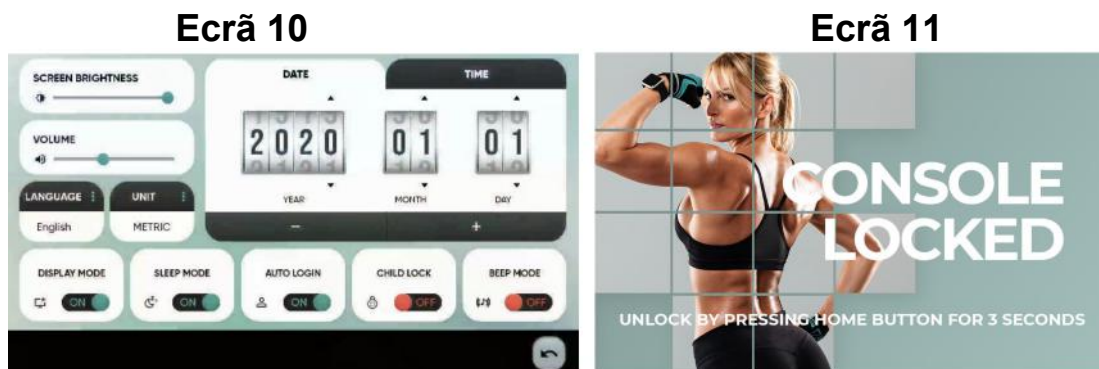 Ecrã 10
Ecrã 11
SCREEN BRIGHTNESS
VOLUME
LANGUAGE
English
UNIT
METRIC
DATE
TIME
2020
01
01
YEAR
MONTH
DAY
-
+
DISPLAY MODE
ON
SLEEP MODE
ON
AUTO LOGIN
ON
CHILD LOCK
OFF
BEEP MODE
OFF
CONSOLE
LOCKED
UNLOCK BY PRESSING HOME BUTTON FOR 3 SECONDS